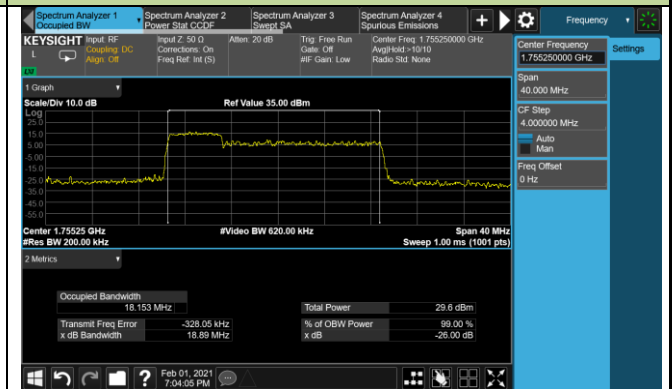 Spectrum Analyzer 1
Occupied BW
Spectrum Analyzer 2
Power Stat CCDF
Spectrum Analyzer 3
Swept SA
Spectrum Analyzer 4
Spurious Emissions
Frequency
KEYSIGHT
L
Input: RF
Coupling: DC
Align: Off
Input Z: 50 Ω
Corrections: On
Freq Ref: Int (S)
Atten: 20 dB
Trig: Free Run
Gate: Off
#IF Gain: Low
Center Freq: 1.755250000 GHz
Avg|Hold:>10/10
Radio Std: None
Center Frequency
1.755250000 GHz
Settings
Span
40.000 MHz
CF Step
4.000000 MHz
Auto
Man
Freq Offset
0 Hz
1 Graph
Scale/Div 10.0 dB
Ref Value 35.00 dBm
Log
25.0
15.0
5.00
-5.00
-15.0
-25.0
-35.0
-45.0
-55.0
Center 1.75525 GHz
#Video BW 620.00 kHz
Span 40 MHz
#Res BW 200.00 kHz
Sweep 1.00 ms (1001 pts)
2 Metrics
Occupied Bandwidth
18.153 MHz
Total Power
29.6 dBm
Transmit Freq Error
-328.05 kHz
% of OBW Power
99.00 %
x dB Bandwidth
18.89 MHz
x dB
-26.00 dB
Feb 01, 2021
7:04:05 PM